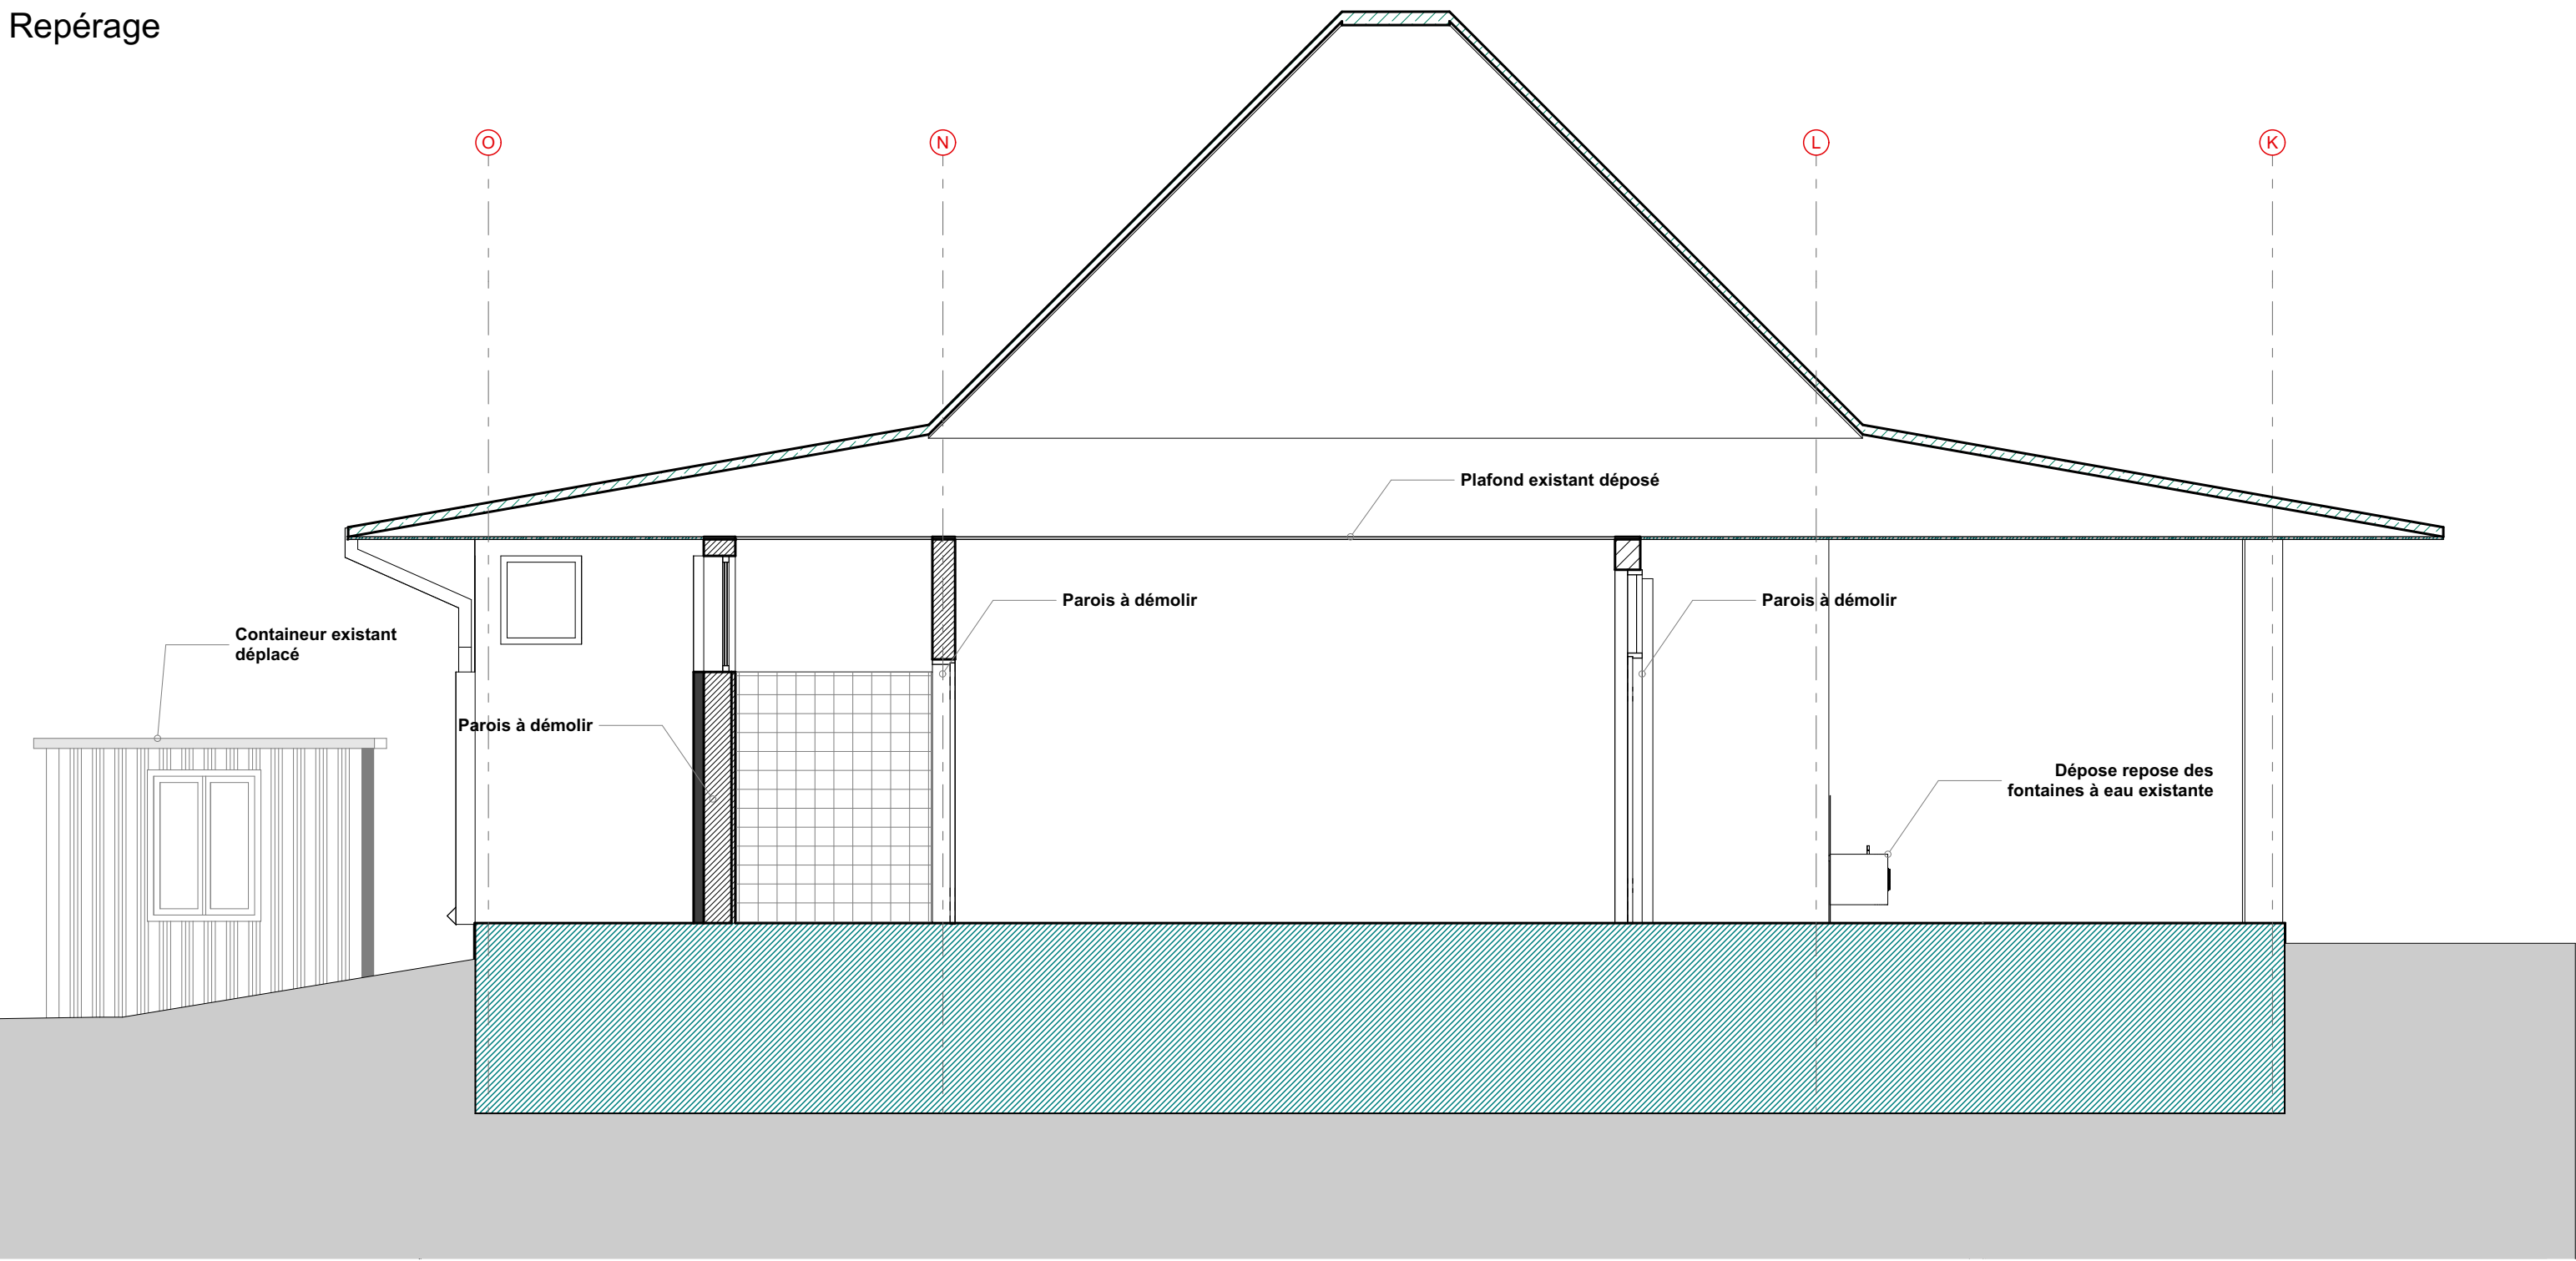 Repérage
O
N
L
K
Plafond existant déposé
Parois à démolir
Parois à démolir
Containeur existant
déplacé
Parois à démolir
Dépose repose des
fontaines à eau existante